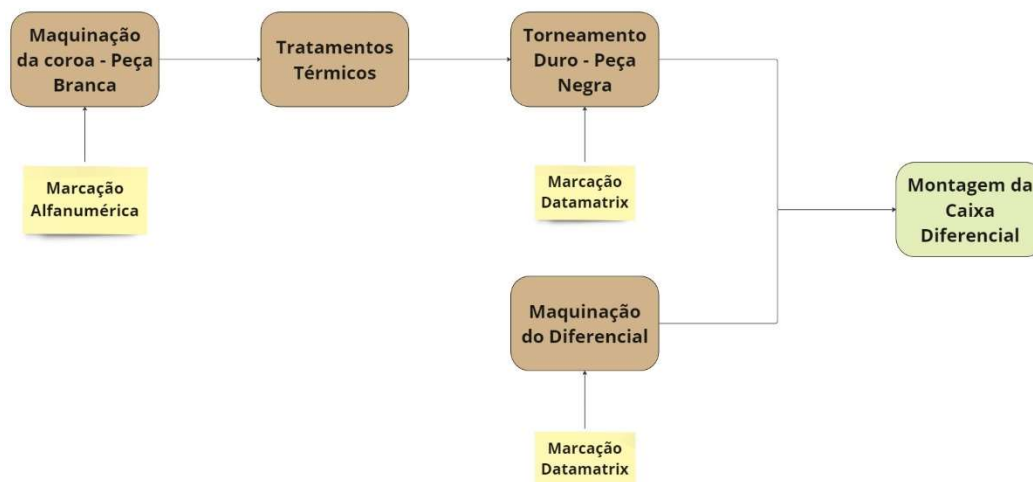 Maquinação
da coroa - Peça
Branca
Tratamentos
Térmicos
Torneamento
Duro - Peça
Negra
Marcação
Alfanumérica
Marcação
Datamatrix
Montagem da
Caixa
Diferencial
Maquinação
do Diferencial
Marcação
Datamatrix